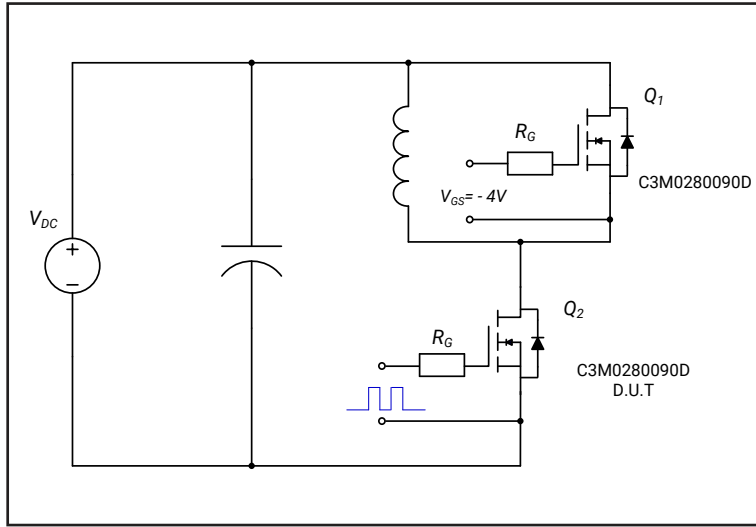 Q1
RG
C3M0280090D
VGS= - 4V
VDC
+
−
Q2
RG
C3M0280090D
D.U.T